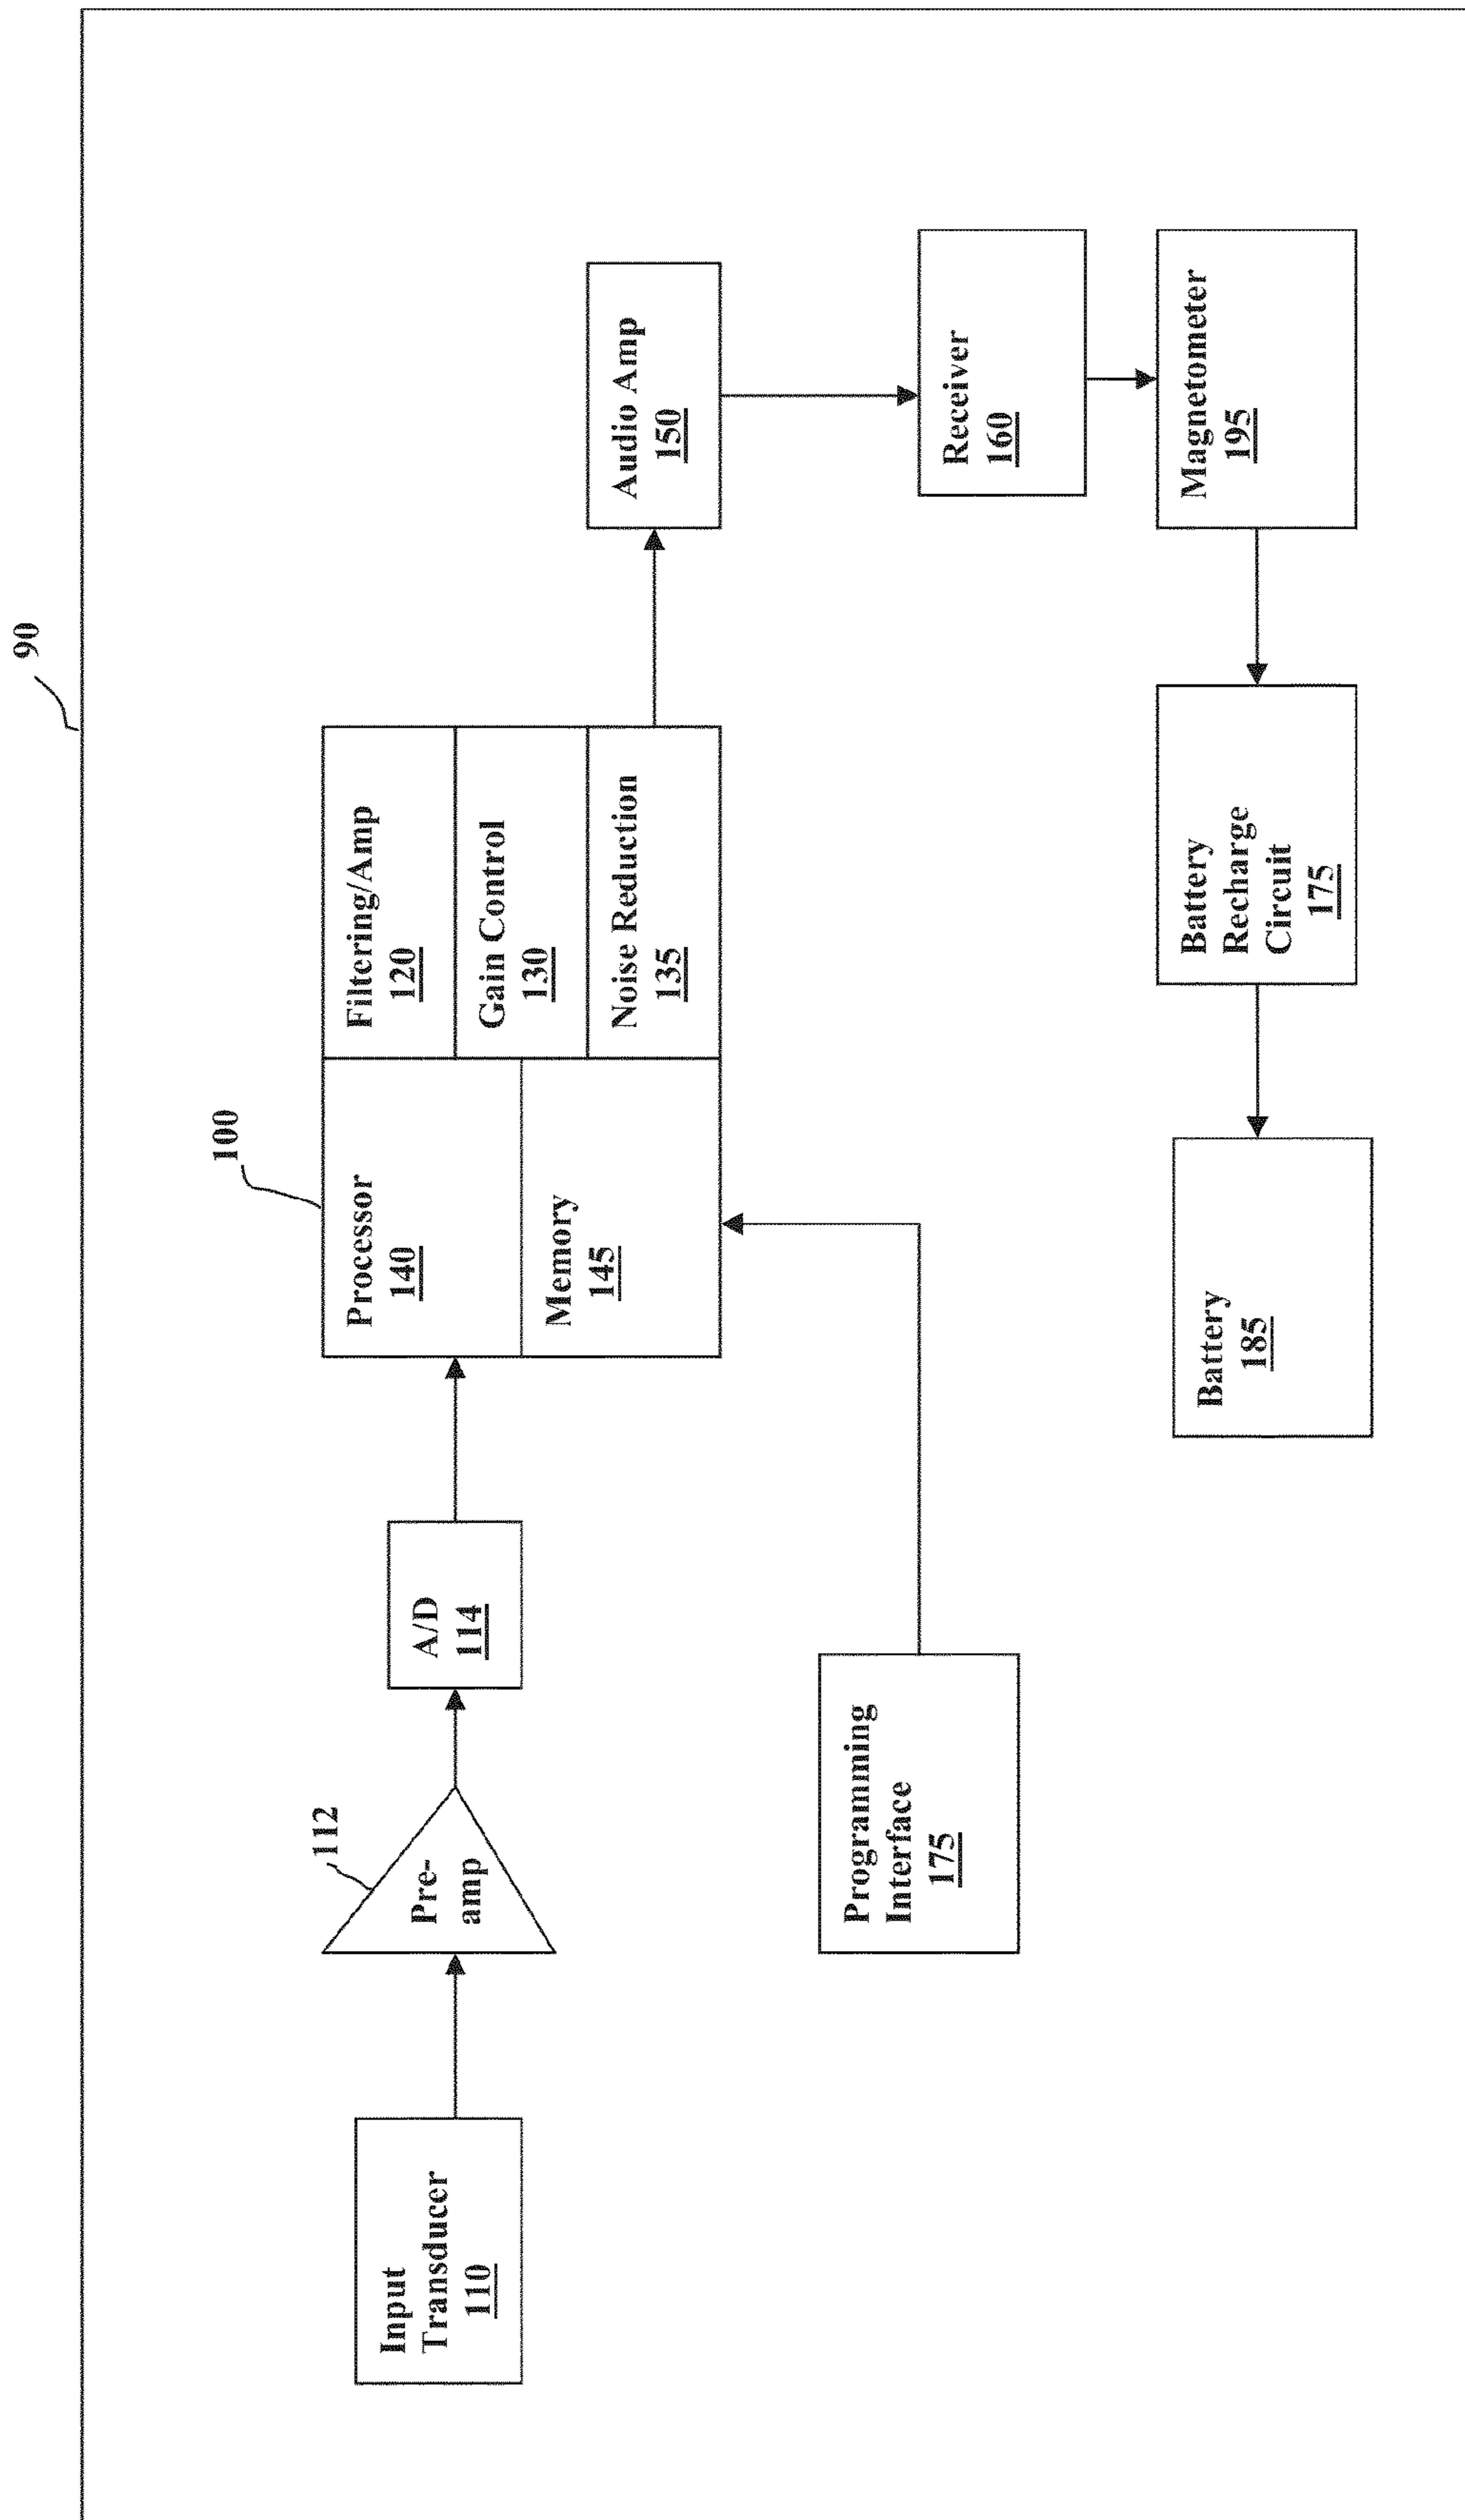 90
100
112
Input
Transducer
110
Pre-
amp
A/D
114
Processor
140
Memory
145
Filtering/Amp
120
Gain Control
130
Noise Reduction
135
Audio Amp
150
Programming
Interface
175
Receiver
160
Battery
185
Battery
Recharge
Circuit
175
Magnetometer
195